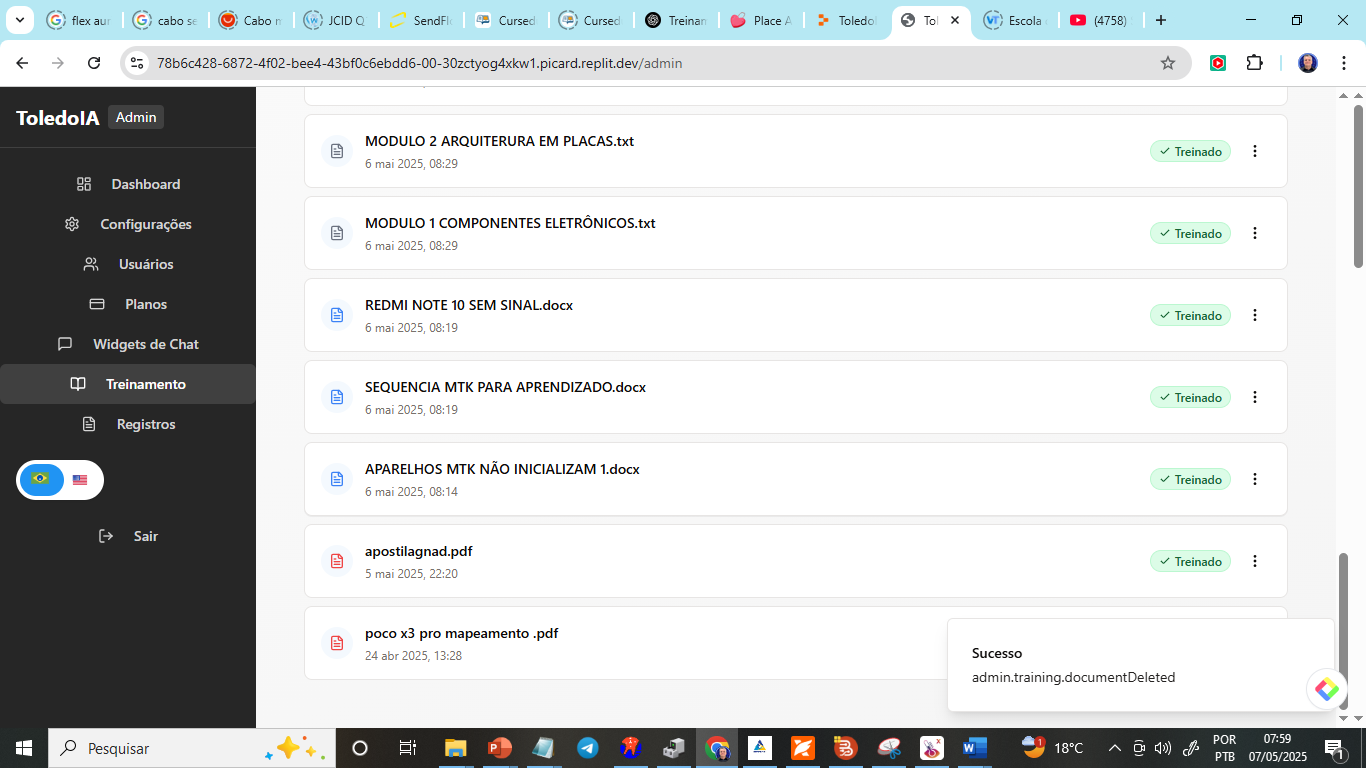 flex aur
cabo se
Cabo n
JCID Q
SendFl
Cursed
Cursed
Treinan
Place A
Toledo
Tol
Escola
(4758)
78b6c428-6872-4f02-bee4-43bf0c6ebdd6-00-30zctyog4xkw1.picard.replit.dev/admin
ToledoIA Admin
Dashboard
Configurações
Usuários
Planos
Widgets de Chat
Treinamento
Registros
Sair
MODULO 2 ARQUITERURA EM PLACAS.txt
6 mai 2025, 08:29
Treinado
MODULO 1 COMPONENTES ELETRÔNICOS.txt
6 mai 2025, 08:29
Treinado
REDMI NOTE 10 SEM SINAL.docx
6 mai 2025, 08:19
Treinado
SEQUENCIA MTK PARA APRENDIZADO.docx
6 mai 2025, 08:19
Treinado
APARELHOS MTK NÃO INICIALIZAM 1.docx
6 mai 2025, 08:14
Treinado
apostilagnad.pdf
5 mai 2025, 22:20
Treinado
poco x3 pro mapeamento .pdf
24 abr 2025, 13:28
Sucesso
admin.training.documentDeleted
Pesquisar
18°C
POR
PTB
07:59
07/05/2025